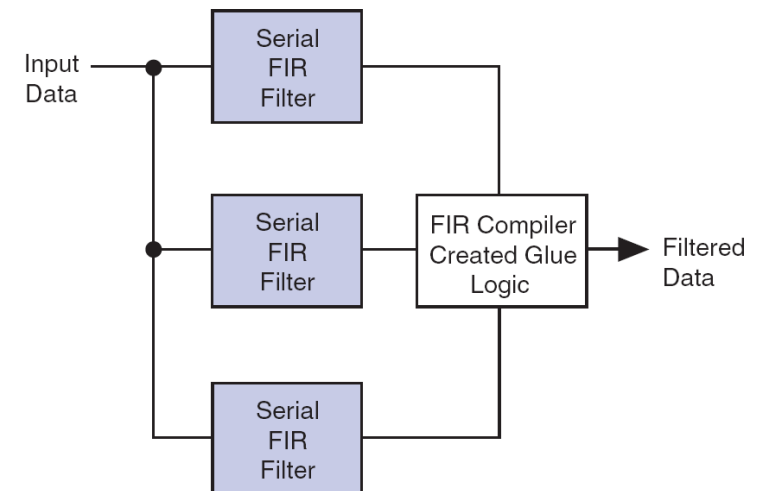 Input
Data
Serial
FIR
Filter
Serial
FIR
Filter
FIR Compiler
Created Glue
Logic
Filtered
Data
Serial
FIR
Filter